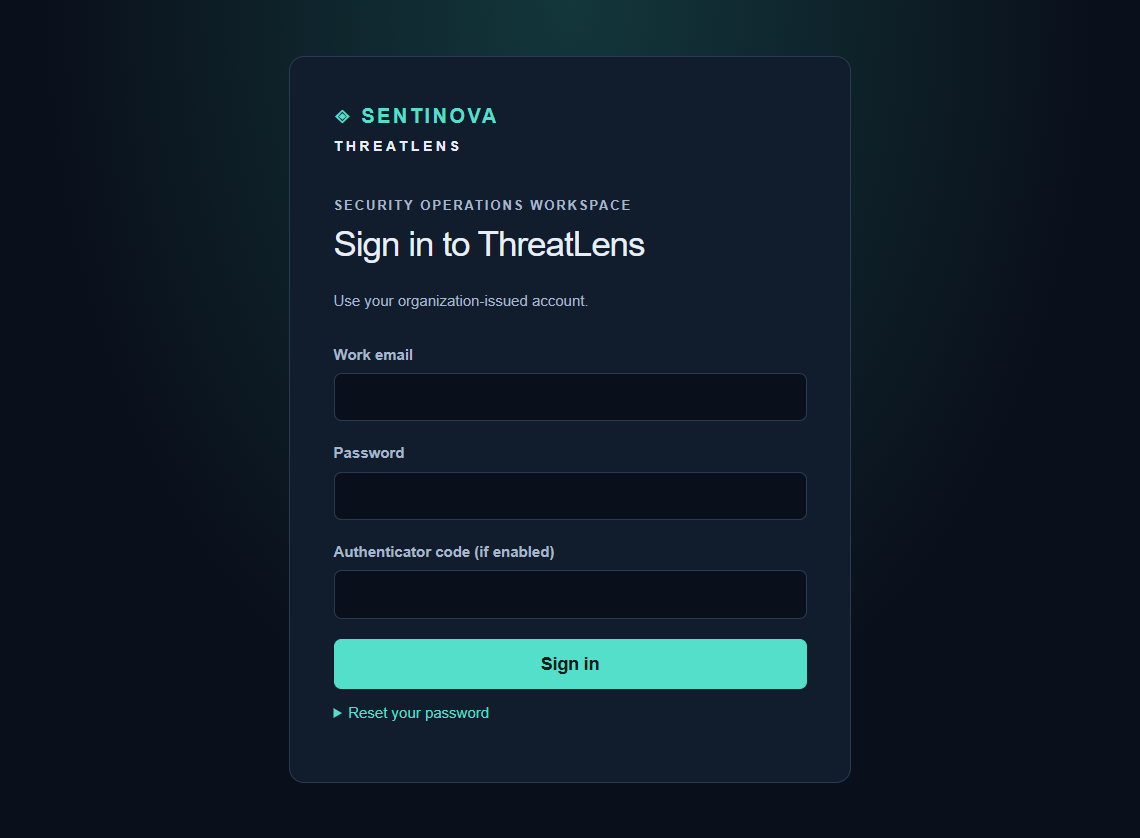 SENTINOVA
THREATLENS
SECURITY OPERATIONS WORKSPACE
Sign in to ThreatLens
Use your organization-issued account.
Work email
Password
Authenticator code (if enabled)
Sign in
Reset your password